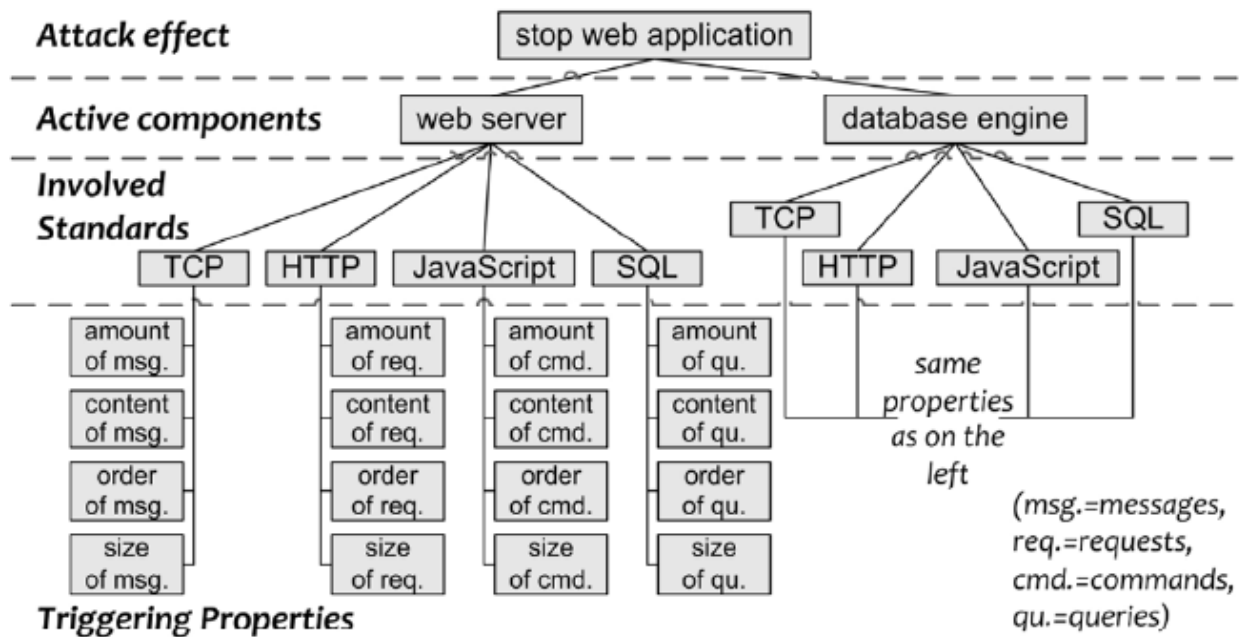 Attack effect
stop web application
Active components
web server
database engine
Involved
Standards
TCP
SQL
TCP
HTTP
JavaScript
SQL
HTTP
JavaScript
amount
of msg.
amount
of req.
amount
of cmd.
amount
of qu.
content
of msg.
content
of req.
content
of cmd.
content
of qu.
order
of msg.
order
of req.
order
of cmd.
order
of qu.
size
of msg.
size
of req.
size
of cmd.
size
of qu.
same
properties
as on the
left
(msg.=messages,
req.=requests,
cmd.=commands,
qu.=queries)
Triggering Properties